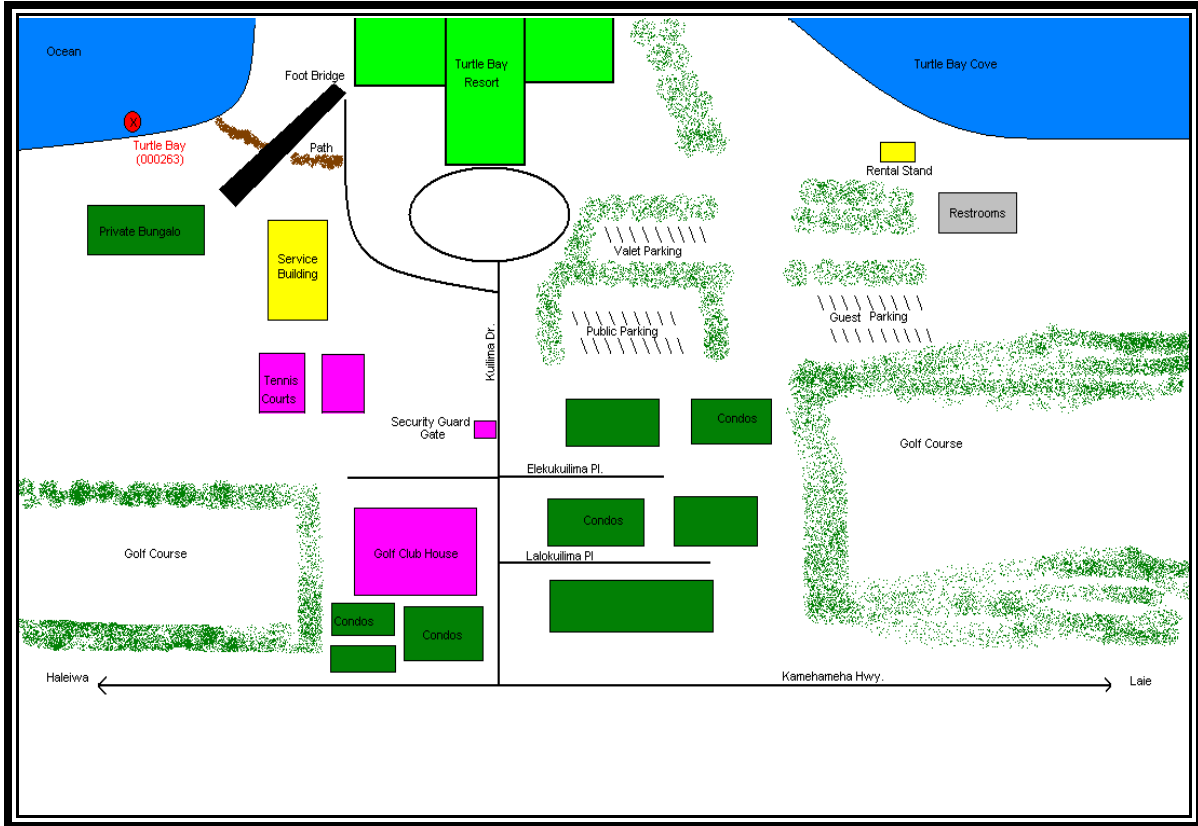 Ocean
Turtle Bay
Resort
Turtle Bay Cove
Foot Bridge
X
Turtle Bay
(000263)
Path
Rental Stand
Private Bungalo
Restrooms
Service
Building
Valet Parking
Guest Parking
Public Parking
Kuilima Dr.
Tennis
Courts
Security Guard
Gate
Condos
Golf Course
Elekukuilima Pl.
Condos
Golf Course
Golf Club House
Lalokuilima Pl
Condos
Condos
Haleiwa
Kamehameha Hwy.
Laie